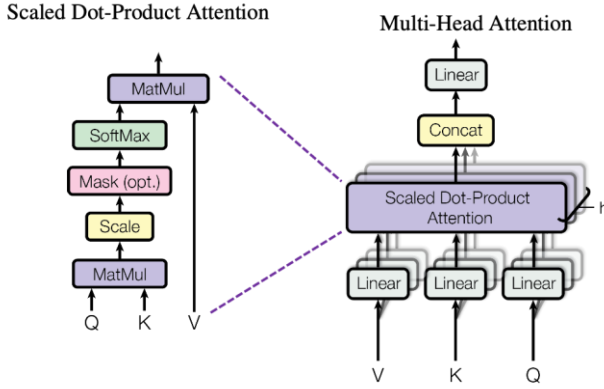 Scaled Dot-Product Attention
MatMul
SoftMax
Mask (opt.)
Scale
MatMul
Q K V
Multi-Head Attention
Linear
Concat
Scaled Dot-Product
Attention
h
Linear Linear Linear
V K Q